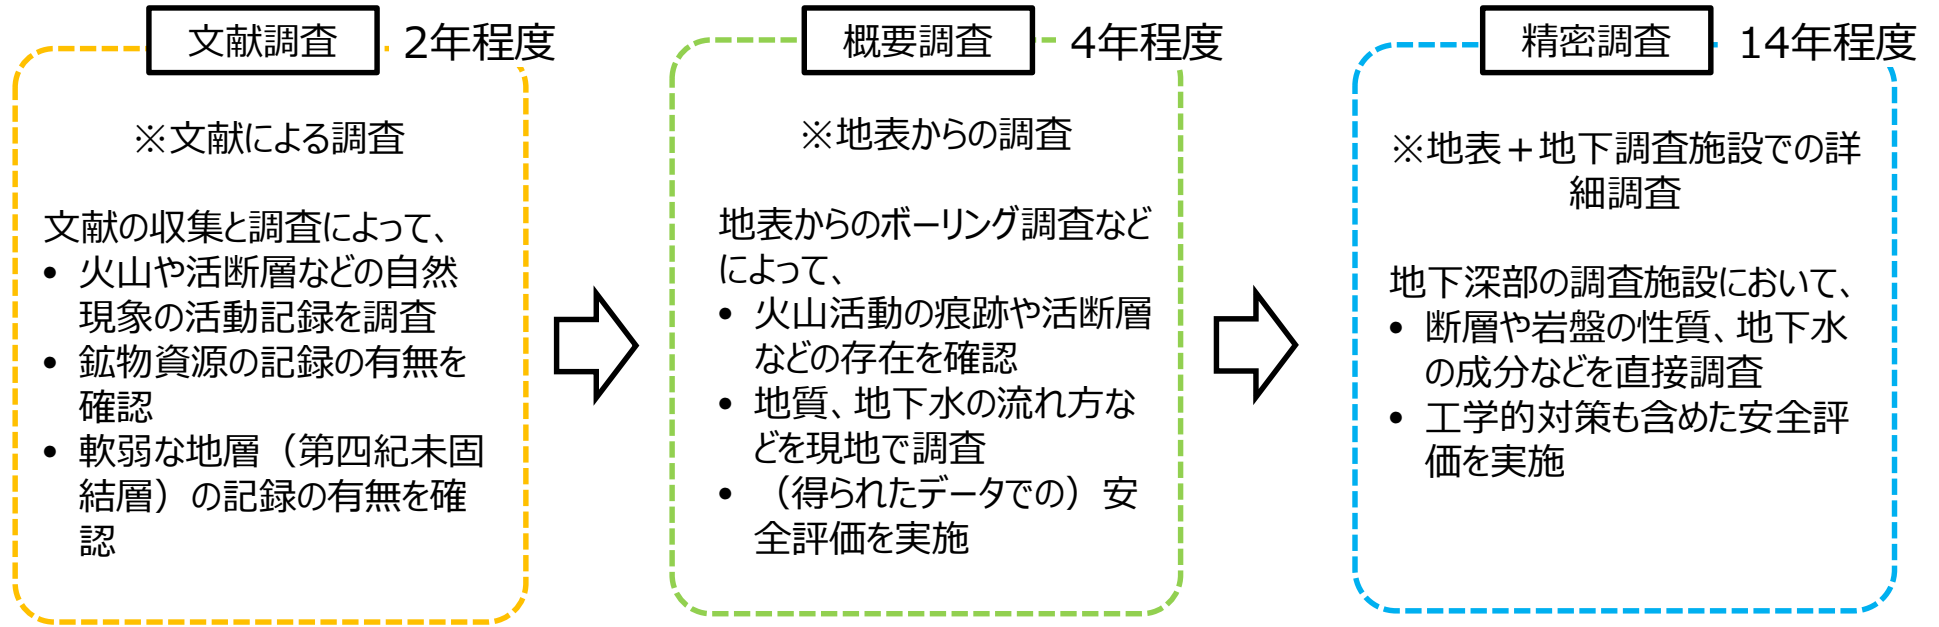 文献調査 2年程度
※文献による調査
文献の収集と調査によって、
• 火山や活断層などの自然
現象の活動記録を調査
• 鉱物資源の記録の有無を
確認
• 軟弱な地層（第四紀未固
結層）の記録の有無を確
認
概要調査 4年程度
※地表からの調査
地表からのボーリング調査など
によって、
• 火山活動の痕跡や活断層
などの存在を確認
• 地質、地下水の流れ方な
どを現地で調査
• （得られたデータでの）安
全評価を実施
精密調査 14年程度
※地表＋地下調査施設での詳
細調査
地下深部の調査施設において、
• 断層や岩盤の性質、地下水
の成分などを直接調査
• 工学的対策も含めた安全評
価を実施